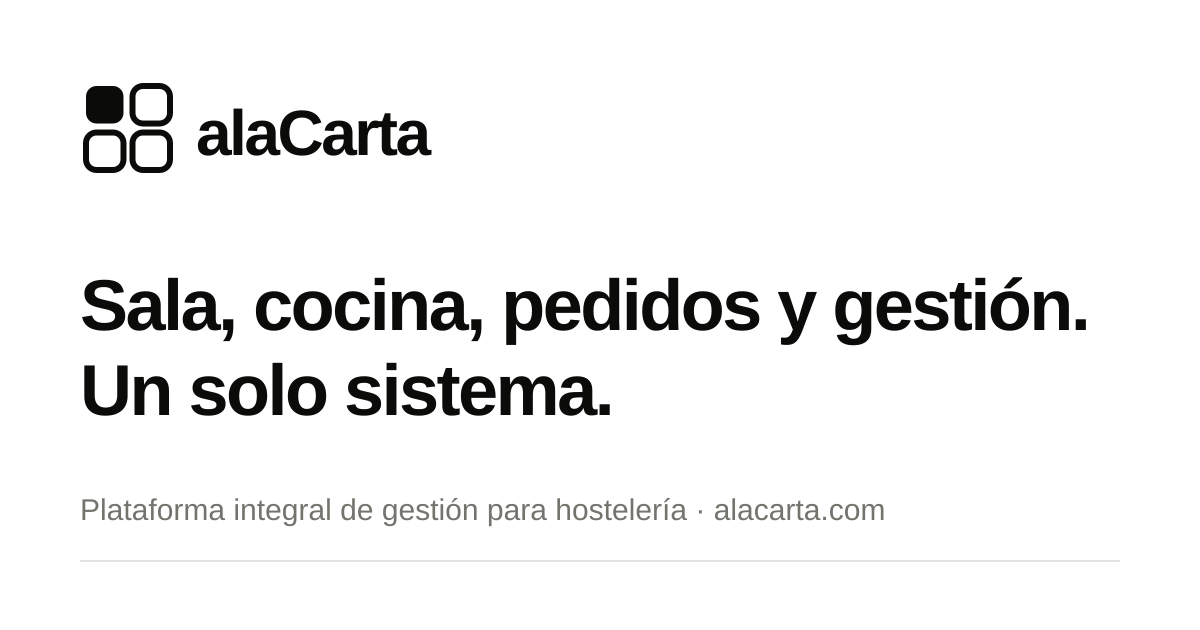 alaCarta
Sala, cocina, pedidos y gestión.
Un solo sistema.
Plataforma integral de gestión para hostelería · alacarta.com